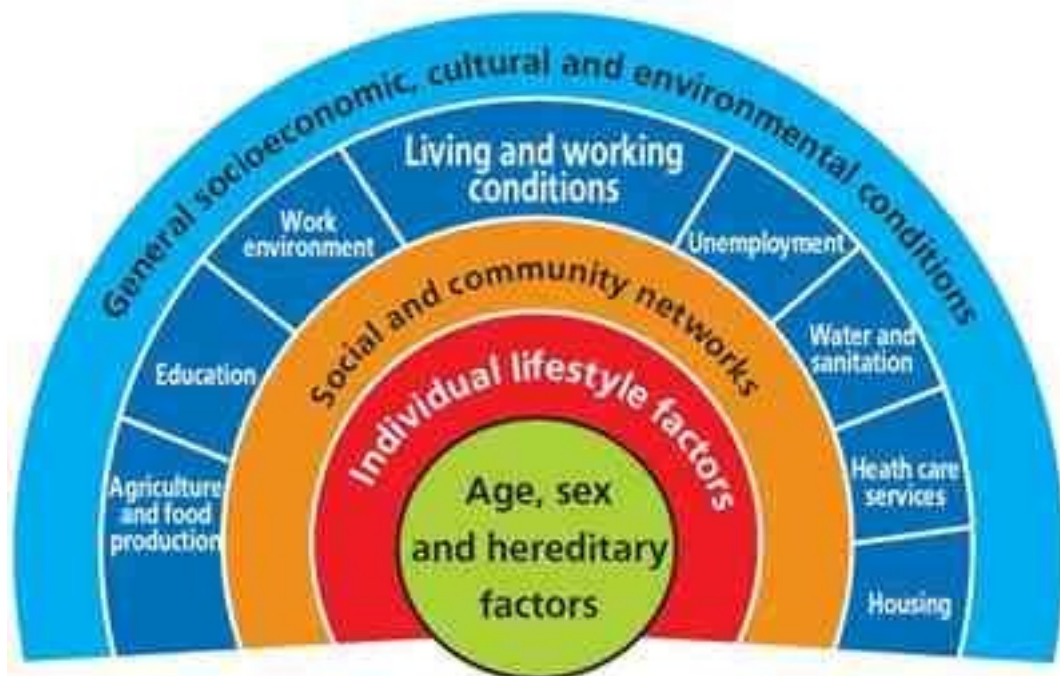 General socioeconomic, cultural and environmental conditions
Living and working
conditions
Work
environment
Unemployment
Education
Water and
sanitation
Agriculture
and food
production
Heath care
services
Housing
Social and community networks
Individual lifestyle factors
Age, sex
and hereditary
factors